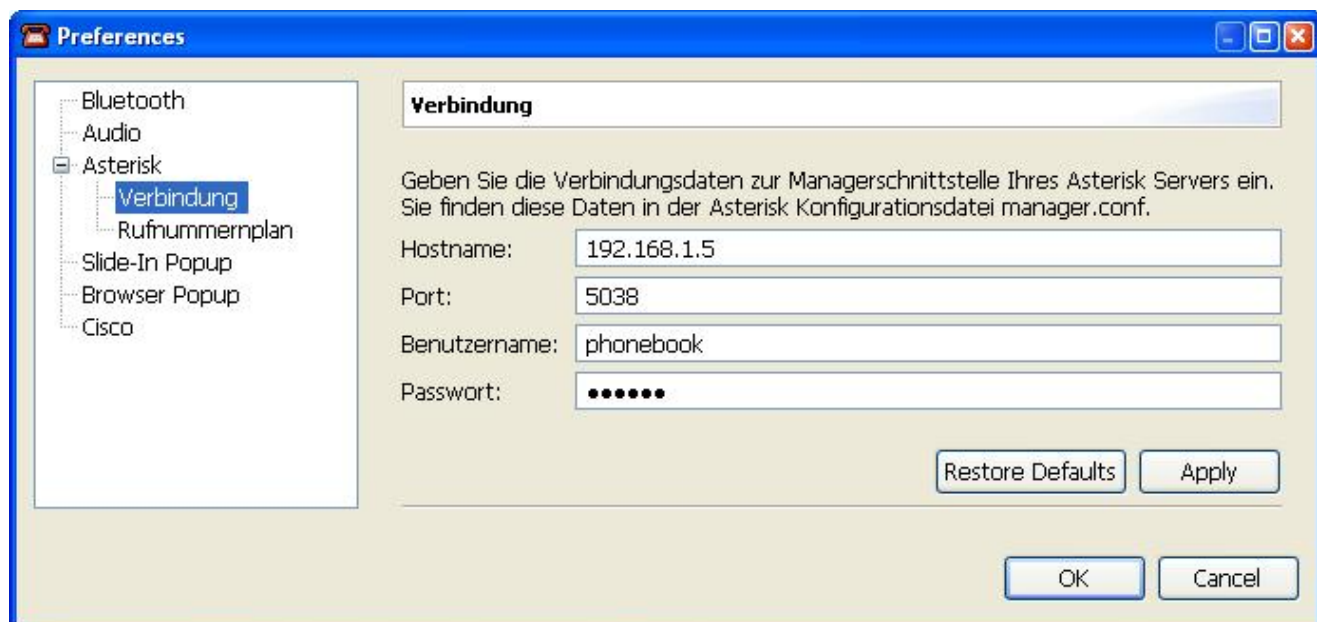 Preferences
Bluetooth
Audio
Asterisk
Verbindung
Rufnummernplan
Slide-In Popup
Browser Popup
Cisco
Verbindung
Geben Sie die Verbindungsdaten zur Managerschnittstelle Ihres Asterisk Servers ein.
Sie finden diese Daten in der Asterisk Konfigurationsdatei manager.conf.
Hostname: 192.168.1.5
Port: 5038
Benutzername: phonebook
Passwort: ●●●●●●
Restore Defaults Apply
OK Cancel